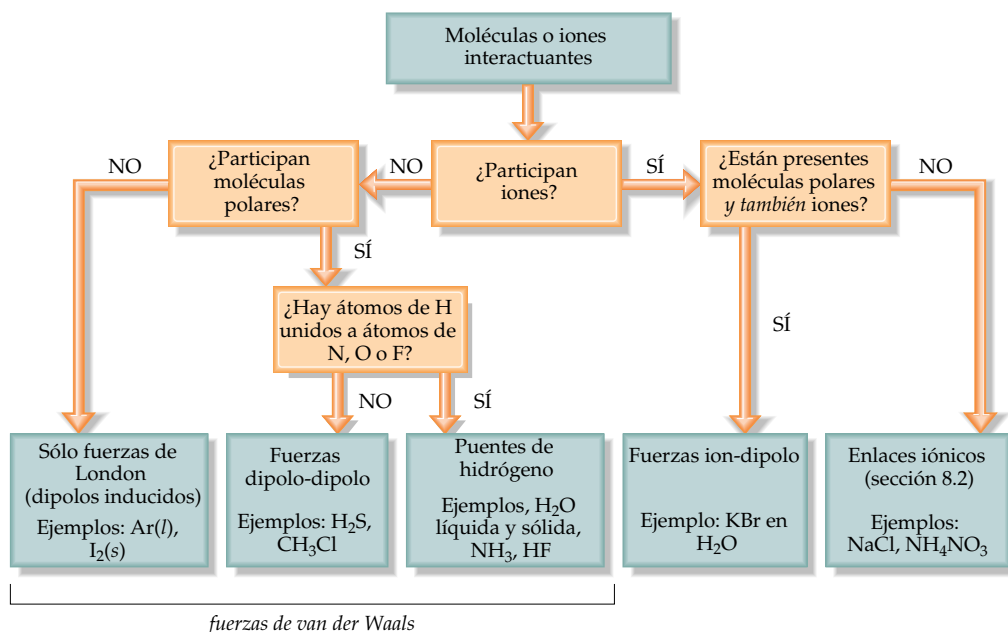 Moléculas o iones
interactuantes
NO
¿Participan
moléculas
polares?
NO
¿Participan
iones?
SÍ
¿Están presentes
moléculas polares
y también iones?
NO
SÍ
¿Hay átomos de H
unidos a átomos de
N, O o F?
SÍ
NO
SÍ
Sólo fuerzas de
London
(dipolos inducidos)
Ejemplos: Ar(l),
I₂(s)
Fuerzas
dipolo-dipolo
Ejemplos: H₂S,
CH₃Cl
Puentes de
hidrógeno
Ejemplos, H₂O
líquida y sólida,
NH₃, HF
Fuerzas ion-dipolo
Ejemplo: KBr en
H₂O
Enlaces iónicos
(sección 8.2)
Ejemplos:
NaCl, NH₄NO₃
fuerzas de van der Waals